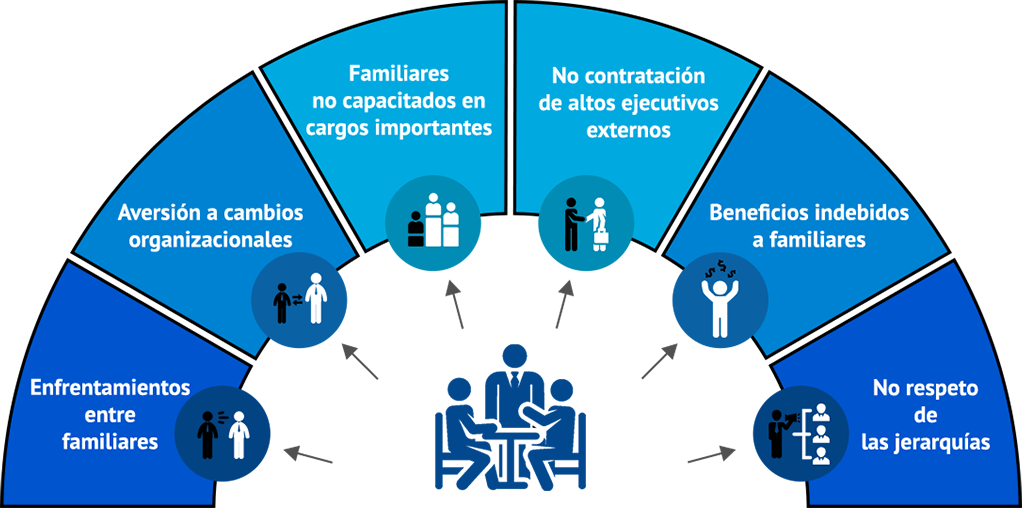 Enfrentamientos
entre
familiares
Aversión a cambios
organizacionales
Familiares
no capacitados en
cargos importantes
No contratación
de altos ejecutivos
externos
Beneficios indebidos
a familiares
No respeto
de
las jerarquías